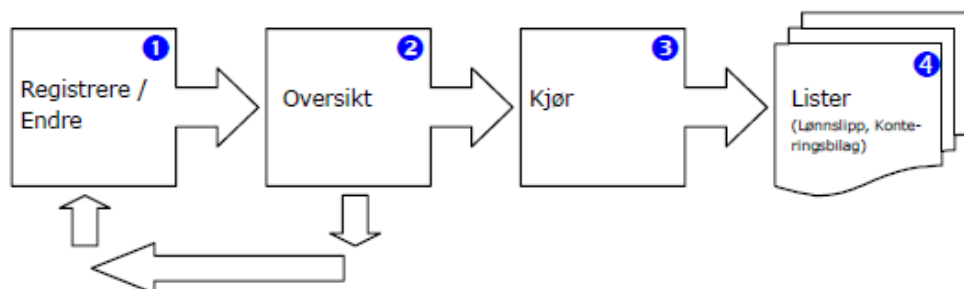 1
Registrere /
Endre
2
Oversikt
3
Kjør
4
Lister
(Lønnslipp, Konte-
ringsbilag)